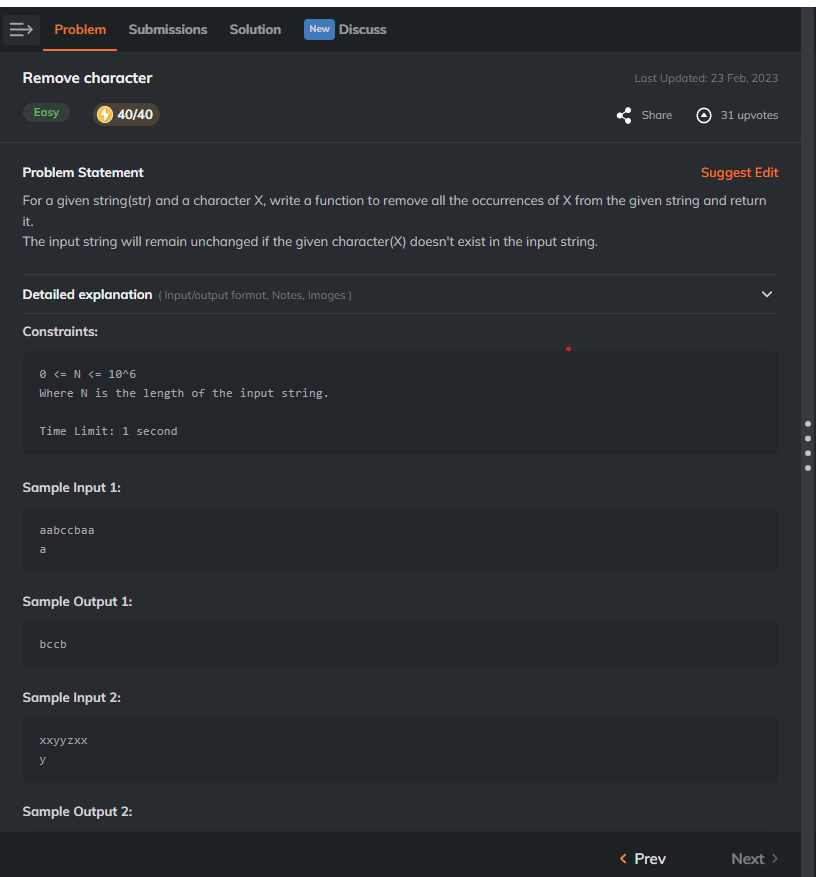 Problem Submissions Solution New Discuss
Remove character Last Updated: 23 Feb, 2023
Easy 40/40 Share 31 upvotes
Problem Statement Suggest Edit
For a given string(str) and a character X, write a function to remove all the occurrences of X from the given string and return
it.
The input string will remain unchanged if the given character(X) doesn't exist in the input string.
Detailed explanation ( Input/output format, Notes, Images )
Constraints:
0 <= N <= 10^6
Where N is the length of the input string.
Time Limit: 1 second
Sample Input 1:
aabccbaa
a
Sample Output 1:
bccb
Sample Input 2:
xxyyzxx
y
Sample Output 2:
Prev Next